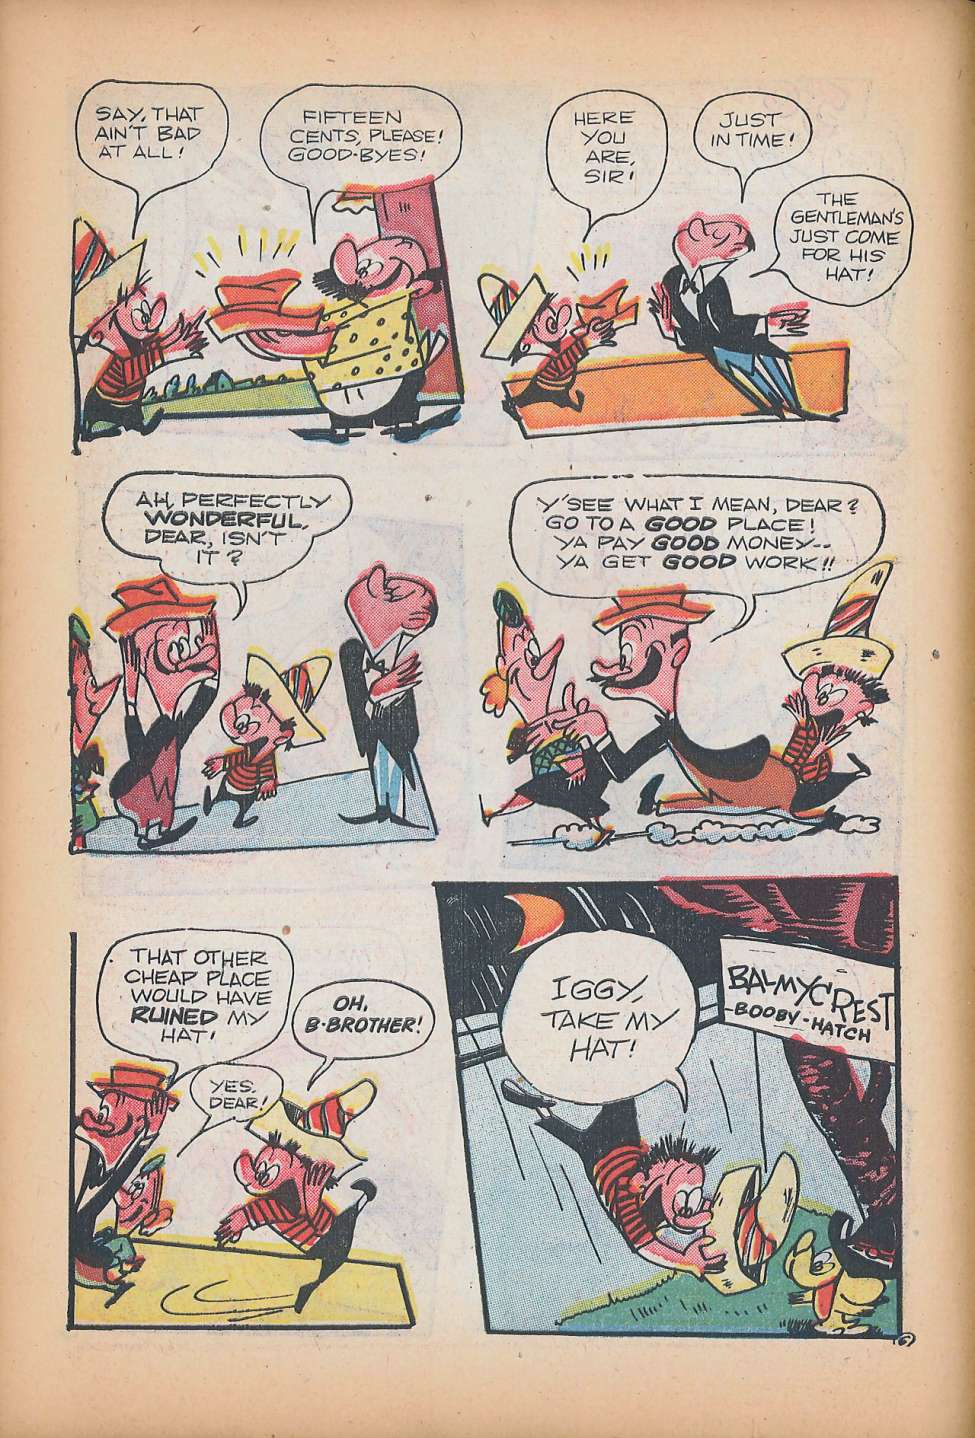 SAY, THAT
AIN'T BAD
AT ALL!
FIFTEEN
CENTS, PLEASE!
GOOD-BYES!
HERE
YOU
ARE,
SIR!
JUST
IN TIME!
THE
GENTLEMAN'S
JUST COME
FOR HIS
HAT!
AH, PERFECTLY
WONDERFUL,
DEAR, ISN'T
IT?
Y'SEE WHAT I MEAN, DEAR?
GO TO A GOOD PLACE!
YA PAY GOOD MONEY--
YA GET GOOD WORK!!
THAT OTHER
CHEAP PLACE
WOULD HAVE
RUINED MY
HAT!
YES,
DEAR!
OH,
B-BROTHER!
IGGY,
TAKE MY
HAT!
BALMYC'REST
-BOOBY-HATCH
6